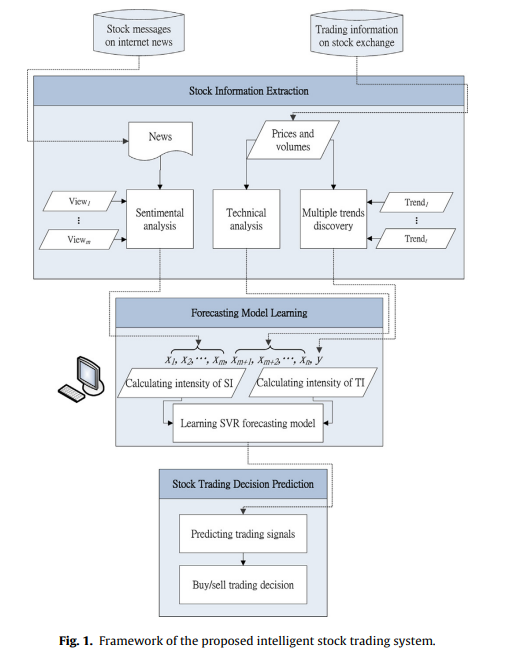 Stock messages
on internet news
Trading information
on stock exchange
Stock Information Extraction
News
Prices and
volumes
View₁
⋮
Viewₘ
Sentimental
analysis
Technical
analysis
Multiple trends
discovery
Trend₁
⋮
Trendᵢ
Forecasting Model Learning
x₁, x₂, ⋯, xₘ, xₘ₊₁, xₘ₊₂, ⋯, xₙ, y
Calculating intensity of SI
Calculating intensity of TI
Learning SVR forecasting model
Stock Trading Decision Prediction
Predicting trading signals
Buy/sell trading decision
Fig. 1. Framework of the proposed intelligent stock trading system.